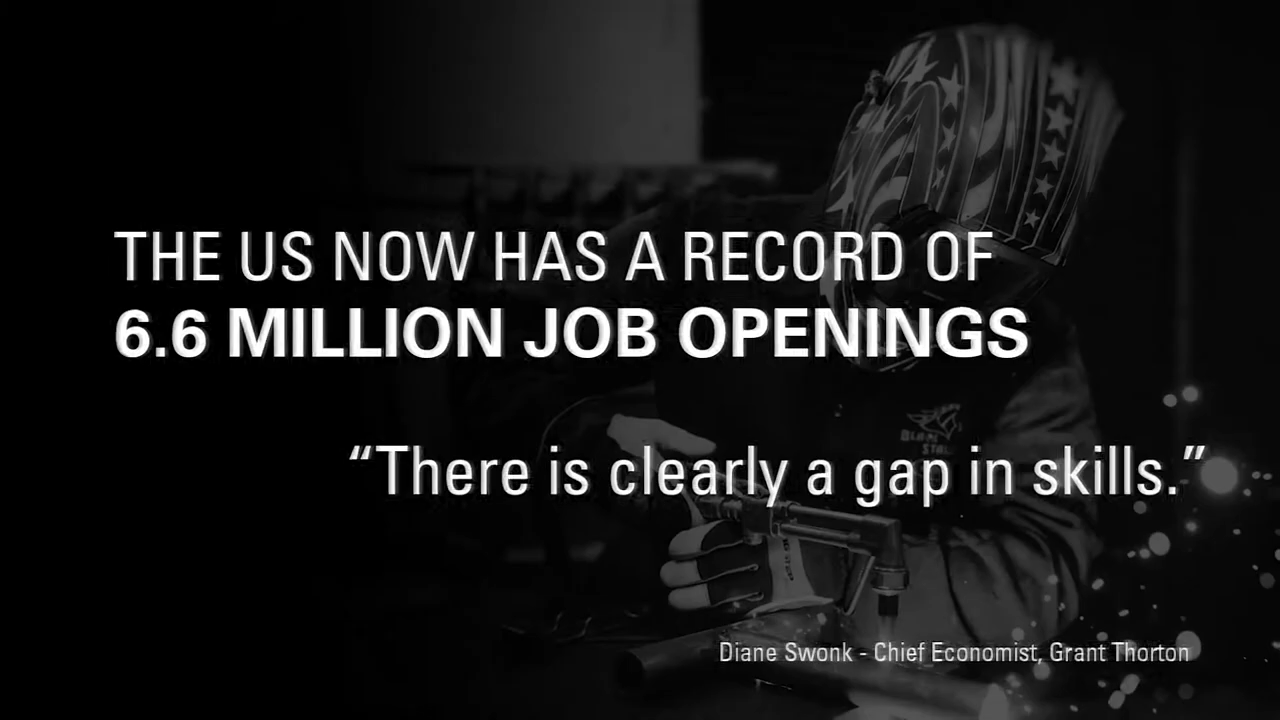 THE US NOW HAS A RECORD OF
6.6 MILLION JOB OPENINGS
“There is clearly a gap in skills.”
Diane Swonk - Chief Economist, Grant Thorton